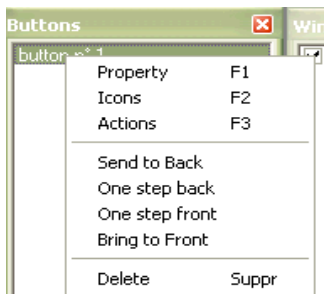 Buttons
Win
button n° 1
Property F1
Icons F2
Actions F3
Send to Back
One step back
One step front
Bring to Front
Delete Suppr